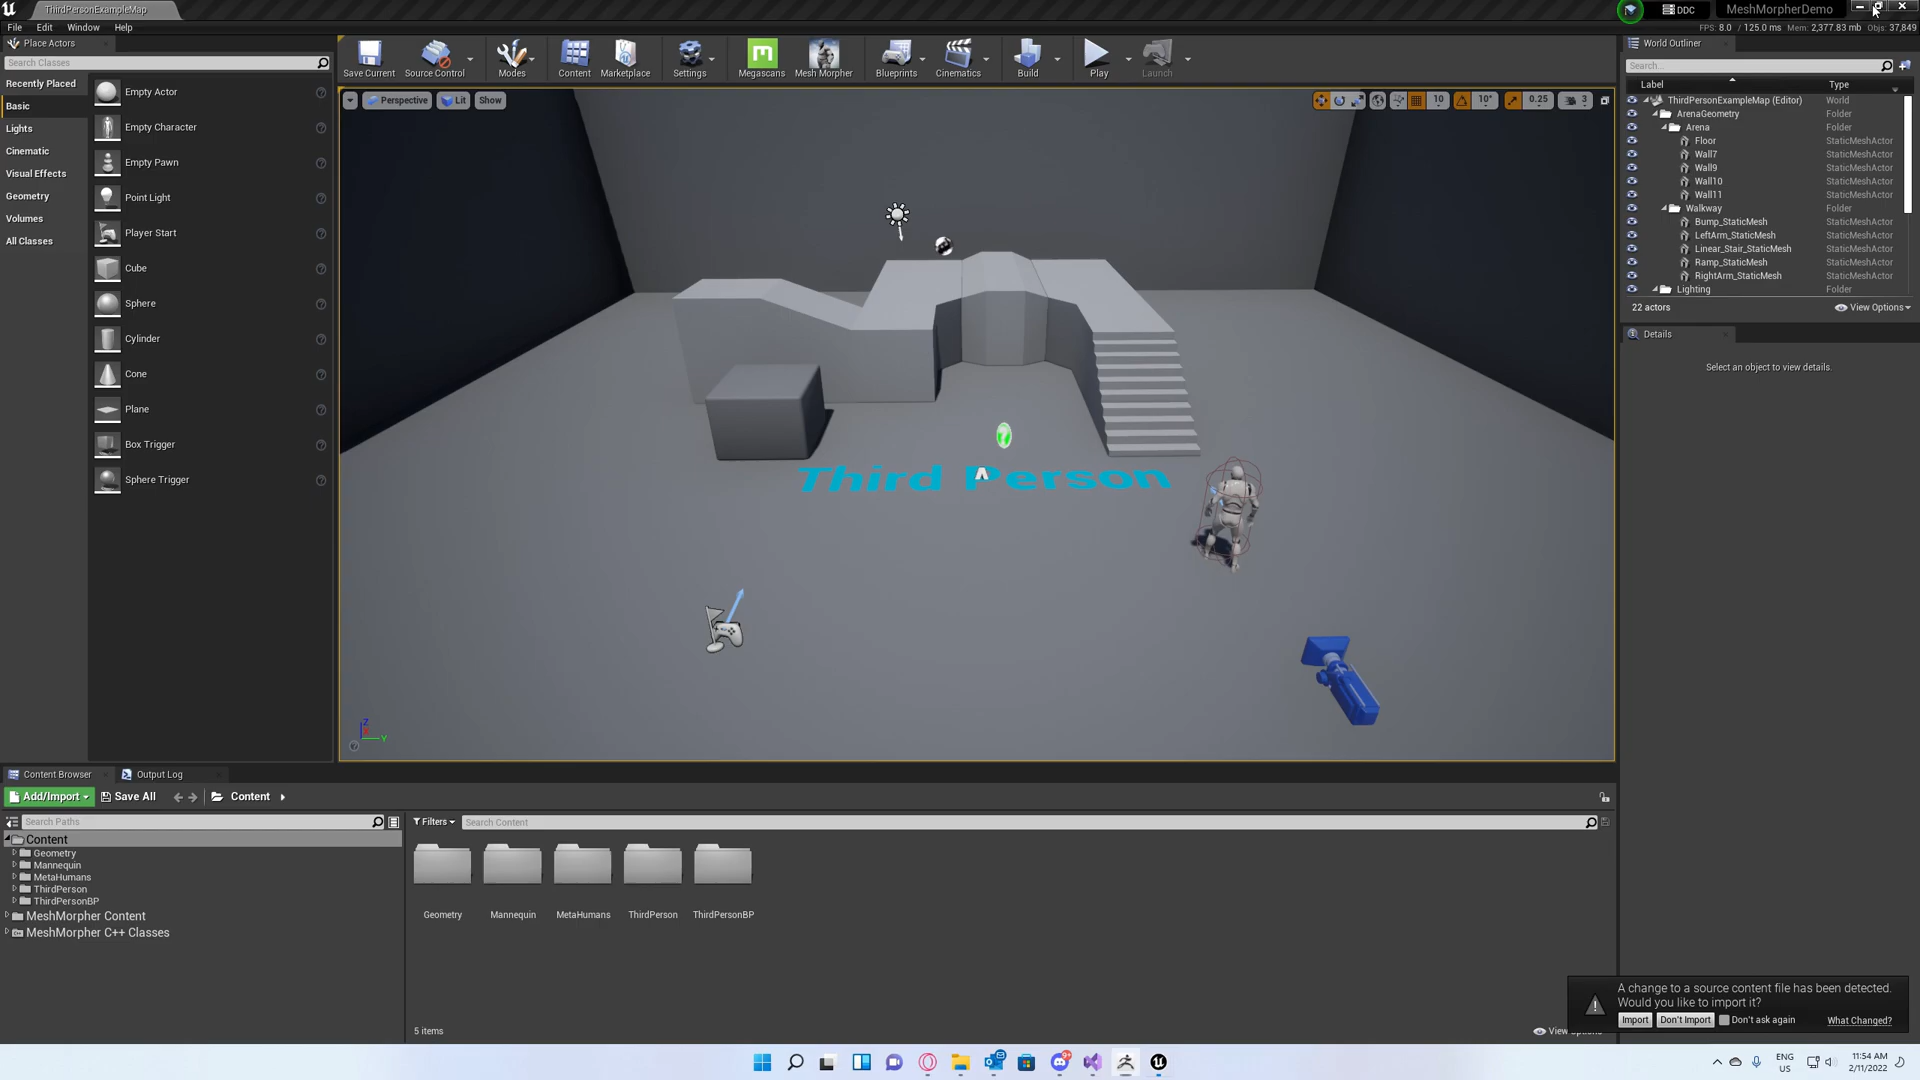 ThirdPersonExampleMap
DDC
MeshMorpherDemo
File Edit Window Help
FPS: 8.0 / 125.0 ms Mem: 2,377.83 mb Objs: 37,849
Place Actors
Search Classes
Recently Placed
Basic
Lights
Cinematic
Visual Effects
Geometry
Volumes
All Classes
Empty Actor
Empty Character
Empty Pawn
Point Light
Player Start
Cube
Sphere
Cylinder
Cone
Plane
Box Trigger
Sphere Trigger
Save Current Source Control Modes Content Marketplace Settings Megascans Mesh Morpher Blueprints Cinematics Build Play Launch
Perspective Lit Show
10 10° 0.25 3
Third Person
Z
X
Y
World Outliner
Search...
Label Type
ThirdPersonExampleMap (Editor) World
ArenaGeometry Folder
Arena Folder
Floor StaticMeshActor
Wall7 StaticMeshActor
Wall9 StaticMeshActor
Wall10 StaticMeshActor
Wall11 StaticMeshActor
Walkway Folder
Bump_StaticMesh StaticMeshActor
LeftArm_StaticMesh StaticMeshActor
Linear_Stair_StaticMesh StaticMeshActor
Ramp_StaticMesh StaticMeshActor
RightArm_StaticMesh StaticMeshActor
Lighting Folder
22 actors View Options
Details
Select an object to view details.
Content Browser Output Log
Add/Import Save All Content
Search Paths
Content
Geometry
Mannequin
MetaHumans
ThirdPerson
ThirdPersonBP
MeshMorpher Content
MeshMorpher C++ Classes
Filters Search Content
Geometry Mannequin MetaHumans ThirdPerson ThirdPersonBP
5 items
View Options
A change to a source content file has been detected.
Would you like to import it?
Import Don't Import Don't ask again What Changed?
9+
ENG
US
11:54 AM
2/11/2022